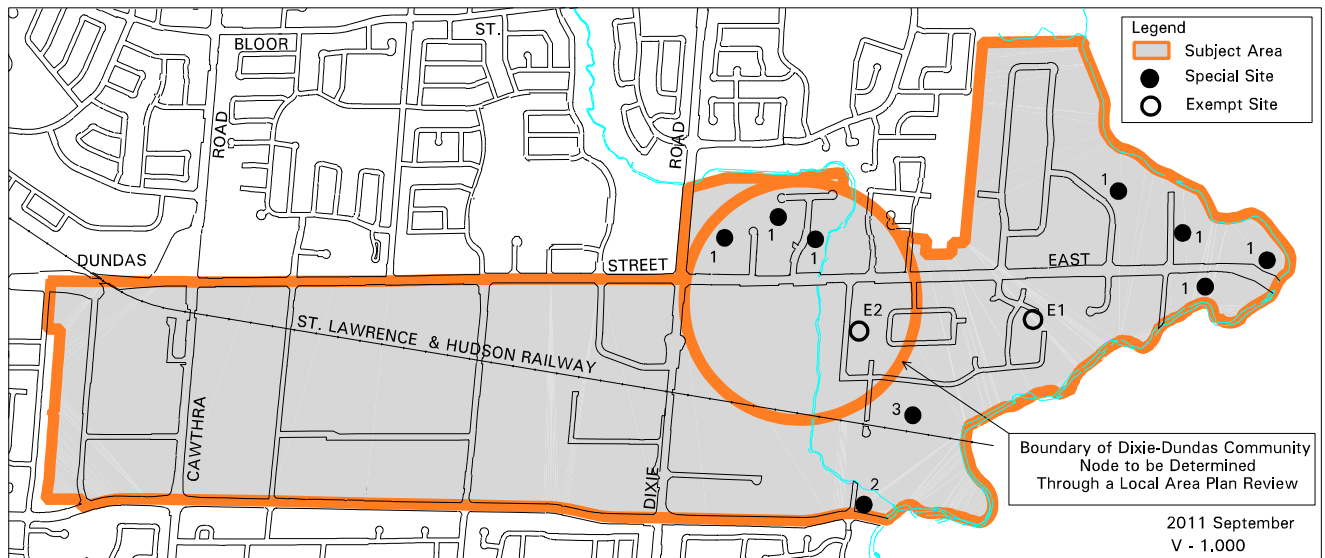 Legend
Subject Area
Special Site
Exempt Site
BLOOR
ST.
ROAD
ROAD
1
1
1
1
1
1
1
DUNDAS
STREET
EAST
E2
E1
ST. LAWRENCE & HUDSON RAILWAY
CAWTHRA
3
DIXIE
2
Boundary of Dixie-Dundas Community
Node to be Determined
Through a Local Area Plan Review
2011 September
V - 1.000